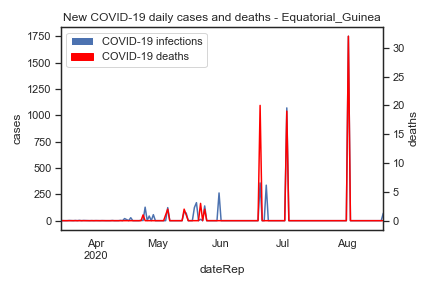 New COVID-19 daily cases and deaths - Equatorial_Guinea
COVID-19 infections
COVID-19 deaths
1750
1500
1250
1000
750
500
250
0
cases
30
25
20
15
10
5
0
deaths
Apr
2020
May
Jun
Jul
Aug
dateRep